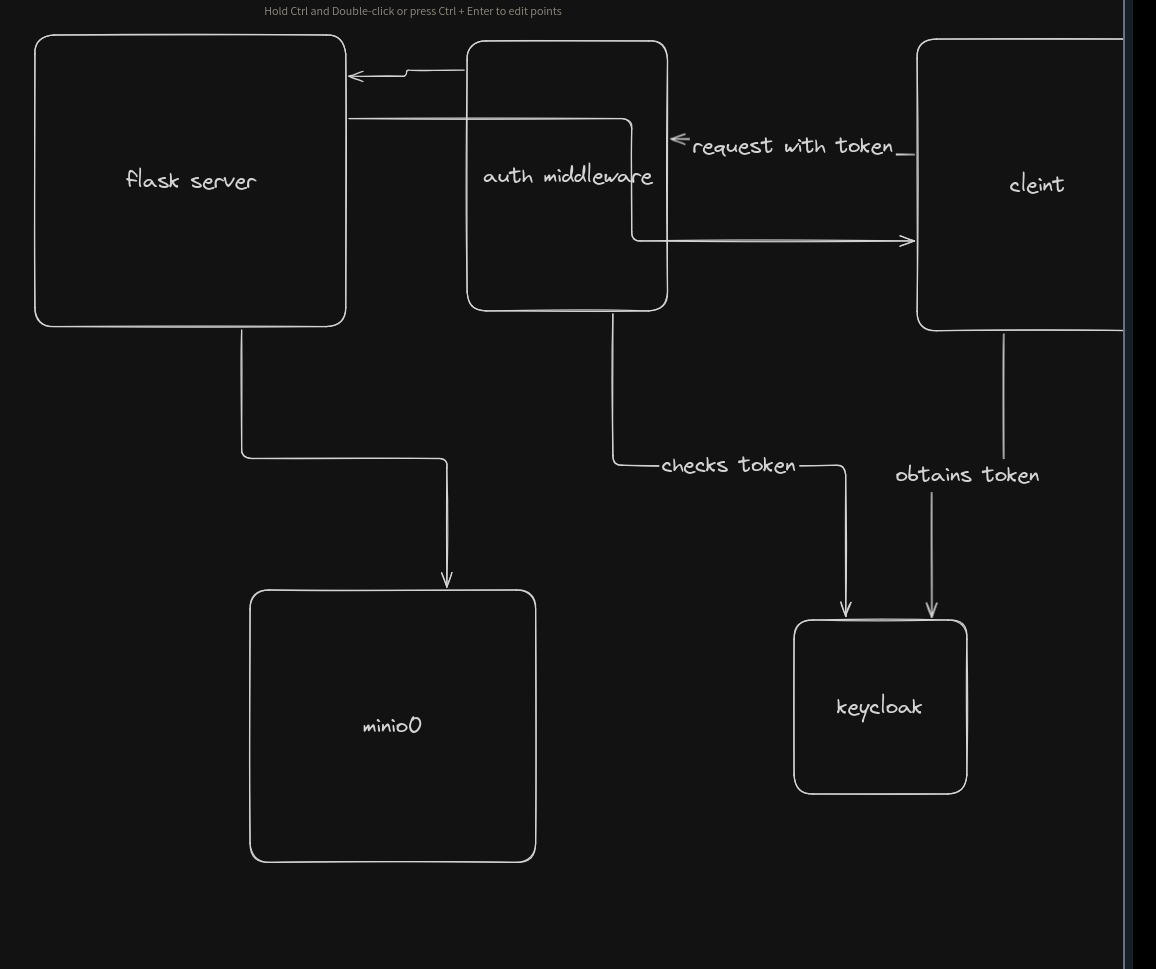 Hold Ctrl and Double-click or press Ctrl + Enter to edit points
flask server
auth middleware
request with token
cleint
checks token
obtains token
minioO
keycloak